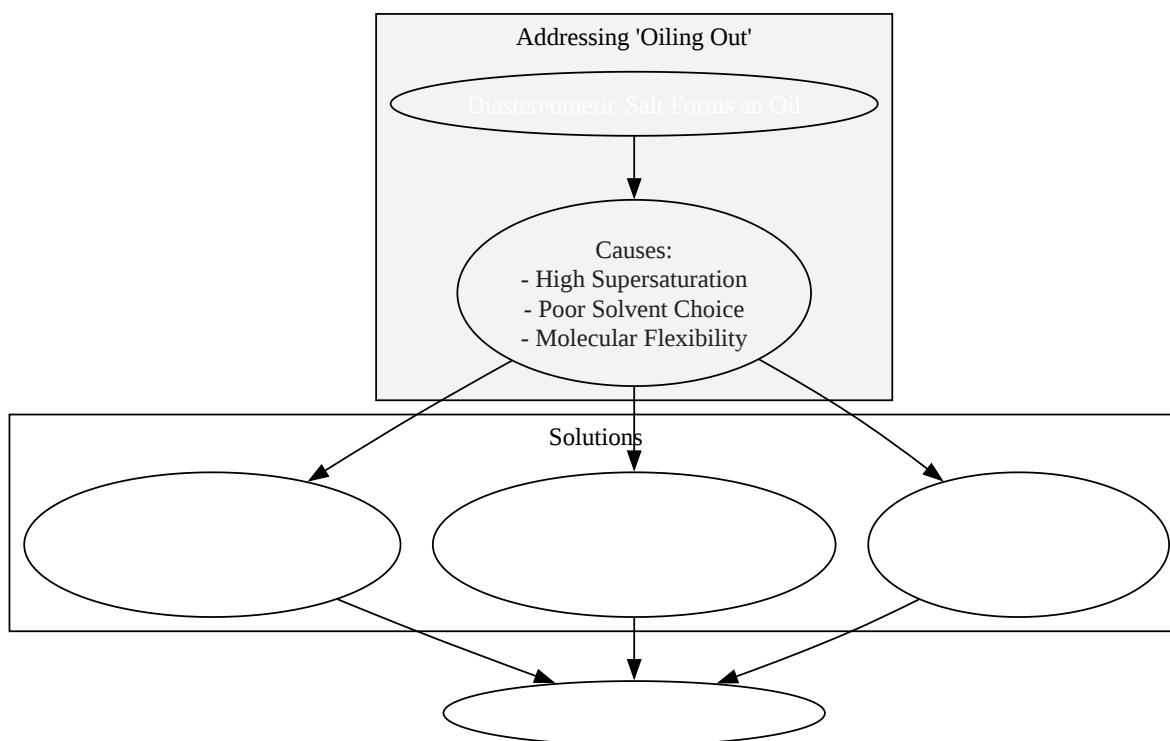 Addressing 'Oiling Out'
Diastereomeric Salt Forms an Oil
Causes:
- High Supersaturation
- Poor Solvent Choice
- Molecular Flexibility
Solutions